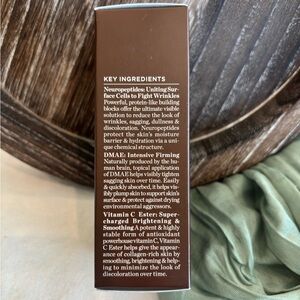 KEY INGREDIENTS
Neuropeptides: Uniting Sur-
face Cells to Fight Wrinkles
Powerful, protein-like building
blocks offer the ultimate visible
solution to reduce the look of
wrinkles, sagging, dullness &
discoloration. Neuropeptides
protect the skin's moisture
barrier & hydration via a uni-
que chemical structure.
DMAE: Intensive Firming
Naturally produced by the hu-
man brain, topical application
of DMAE helps visibly tighten
sagging skin over time. Easily
& quickly absorbed, it helps vis-
ibly plump skin to support skin's
surface & protect against drying
environmental aggressors.
Vitamin C Ester: Super-
charged Brightening &
Smoothing A potent & highly
stable form of antioxidant
powerhouse vitamin C, Vitamin
C Ester helps give the appear-
ance of collagen-rich skin by
smoothing, brightening & help-
ing to minimize the look of
discoloration over time.